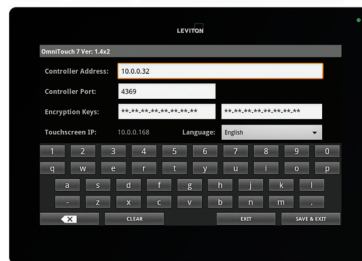 LEVITON
OmniTouch 7 Ver: 1.4x2
Controller Address: 10.0.0.32
Controller Port: 4369
Encryption Keys: **-**-**-**-**-**-**-** **-**-**-**-**-**-**-**
Touchscreen IP: 10.0.0.168 Language: English
1 2 3 4 5 6 7 8 9 0
q w e r t y u i o p
a s d f g h j k l
- z x c v b n m .
CLEAR EXIT SAVE & EXIT